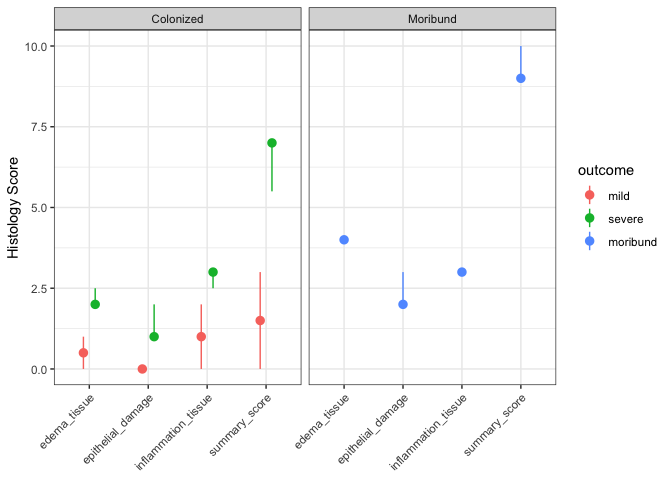 Colonized
Moribund
Histology Score
10.0
7.5
5.0
2.5
0.0
edema_tissue
epithelial_damage
inflammation_tissue
summary_score
edema_tissue
epithelial_damage
inflammation_tissue
summary_score
outcome
mild
severe
moribund